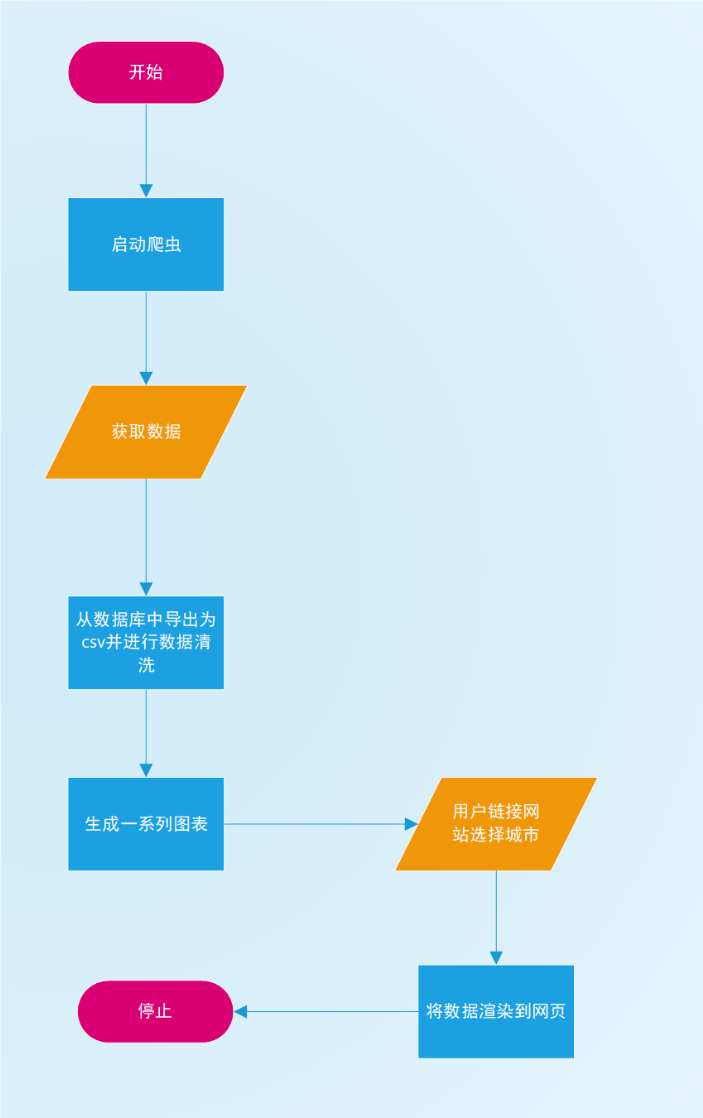 开始
启动爬虫
获取数据
从数据库中导出为
csv并进行数据清
洗
生成一系列图表
用户链接网
站选择城市
将数据渲染到网页
停止